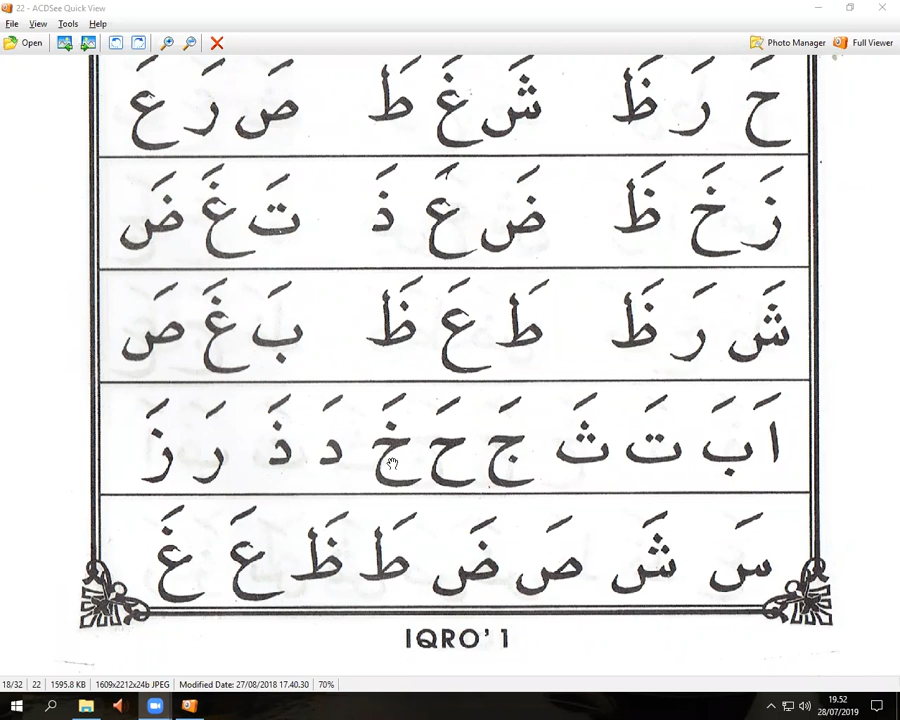 22 - ACDSee Quick View
File View Tools Help
Open Photo Manager Full Viewer
حَ رَ ظَ شَ غَ طَ صَ رَ عَ
زَ خَ ظَ ضَ عَ ذَ تَ غَ ضَ
شَ رَ ظَ طَ عَ ظَ بَ غَ صَ
اَ بَ تَ ثَ جَ حَ خَ دَ ذَ رَ زَ
سَ شَ صَ ضَ طَ ظَ عَ غَ
IQRO' 1
18/32 22 1595.8 KB 1609x2212x24b JPEG Modified Date: 27/08/2018 17.40.30 70%
19.52
28/07/2019